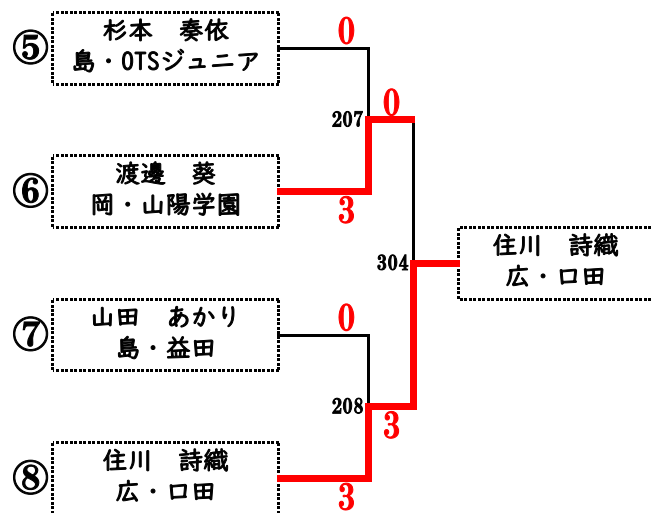 ⑤
杉本　奏依
島・OTSジュニア
0
207
0
⑥
渡邊　葵
岡・山陽学園
3
304
住川　詩織
広・口田
⑦
山田　あかり
島・益田
0
208
3
⑧
住川　詩織
広・口田
3